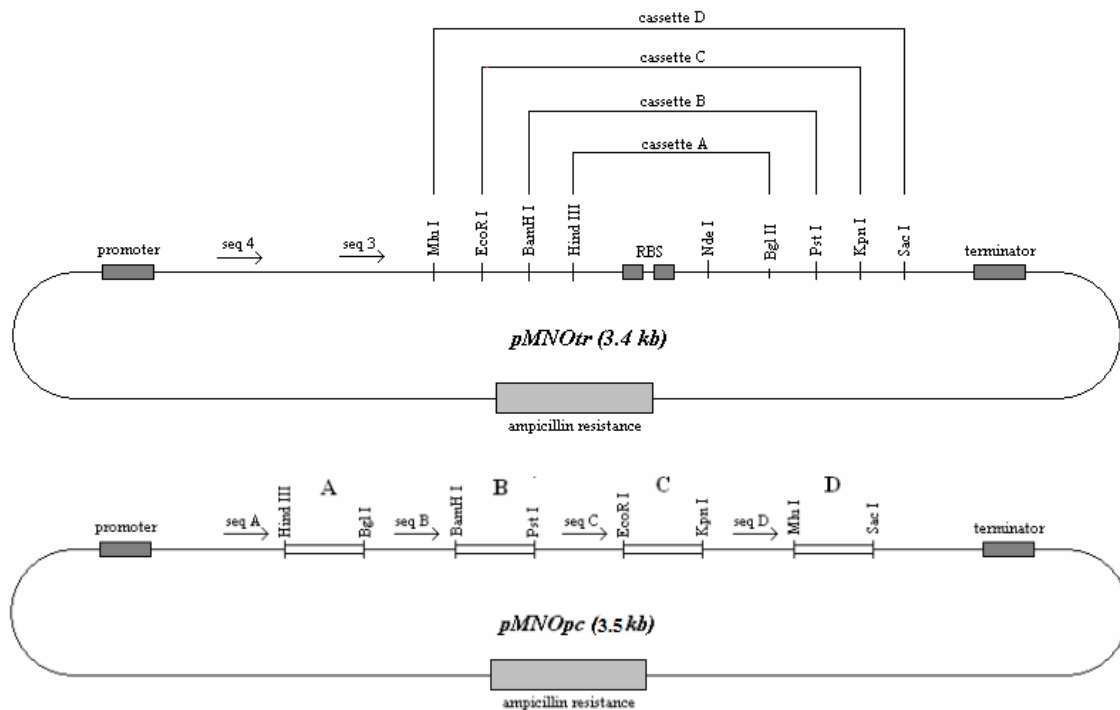 cassette D
cassette C
cassette B
cassette A
promoter
seq 4
seq 3
Mlu I
EcoR I
BamH I
Hind III
RBS
Nde I
Bgl II
Pst I
Kpn I
Sac I
terminator
pMNOtr (3.4 kb)
ampicillin resistance
A
B
C
D
promoter
seq A
Hind III
Bgl I
seq B
BamH I
Pst I
seq C
EcoR I
Kpn I
seq D
Mlu I
Sac I
terminator
pMNOpc (3.5 kb)
ampicillin resistance